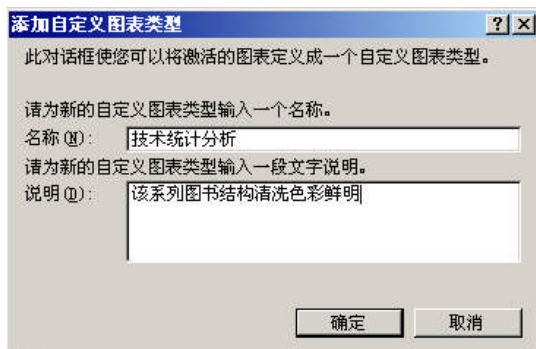 添加自定义图表类型
此对话框使您可以将激活的图表定义成一个自定义图表类型。
请为新的自定义图表类型输入一个名称。
名称(N): 技术统计分析
请为新的自定义图表类型输入一段文字说明。
说明(D): 该系列图书结构清洗色彩鲜明
确定 取消